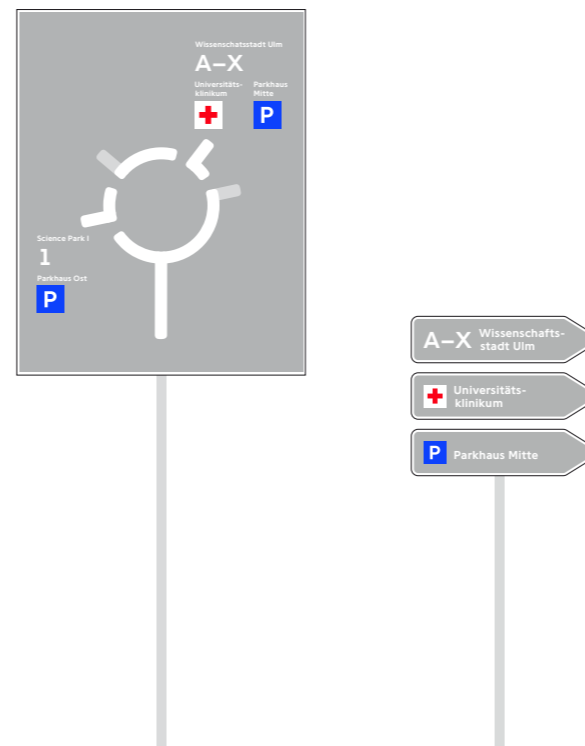 Wissenschatsstadt Ulm
A–X
Universitäts-
klinikum
Parkhaus
Mitte
P
Science Park I
1
Parkhaus Ost
P
A–X
Wissenschafts-
stadt Ulm
Universitäts-
klinikum
P Parkhaus Mitte